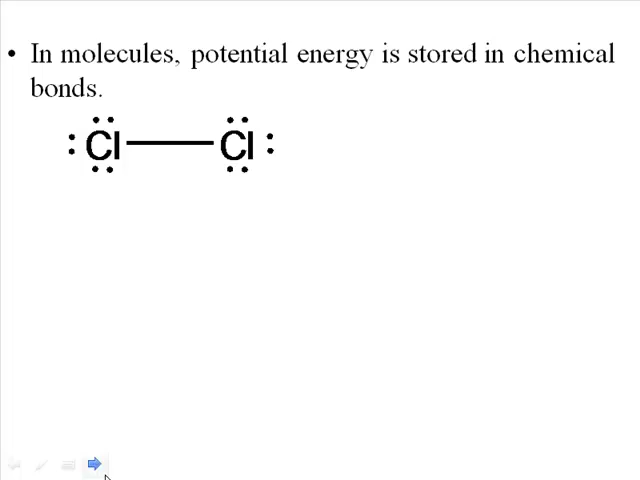 • In molecules, potential energy is stored in chemical
bonds.
:Cl—Cl: